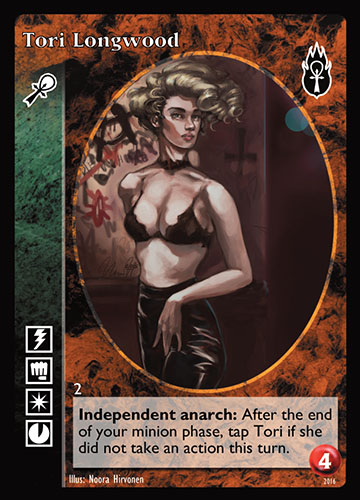 Tori Longwood
2
Independent anarch: After the end
of your minion phase, tap Tori if she
did not take an action this turn.
4
Illus: Noora Hirvonen
2016